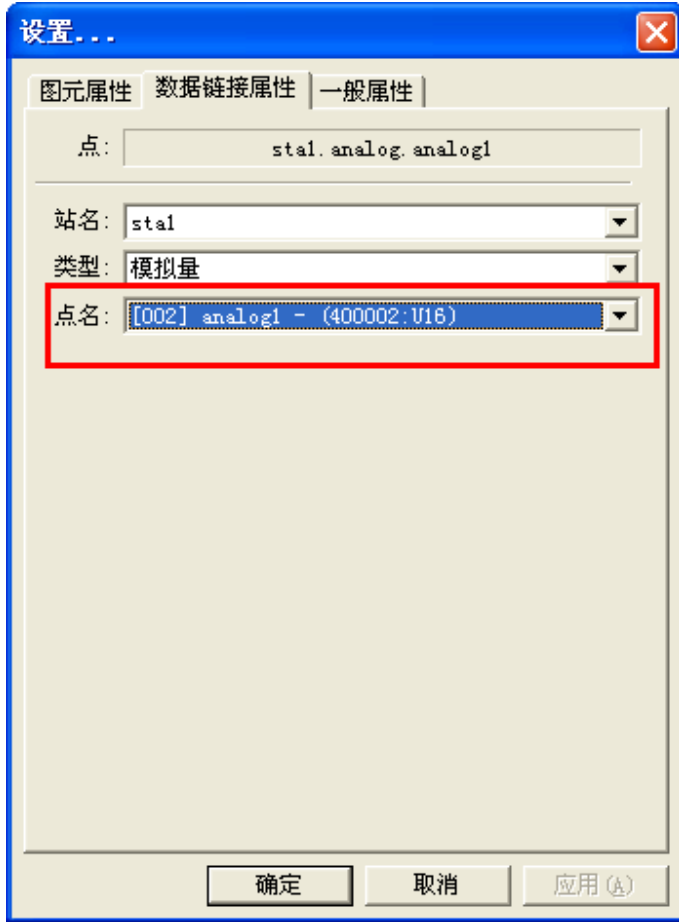 设置...
图元属性 数据链接属性 一般属性
点: sta1.analog.analog1
站名: sta1
类型: 模拟量
点名: [002] analog1 - (400002:U16)
确定 取消 应用(A)